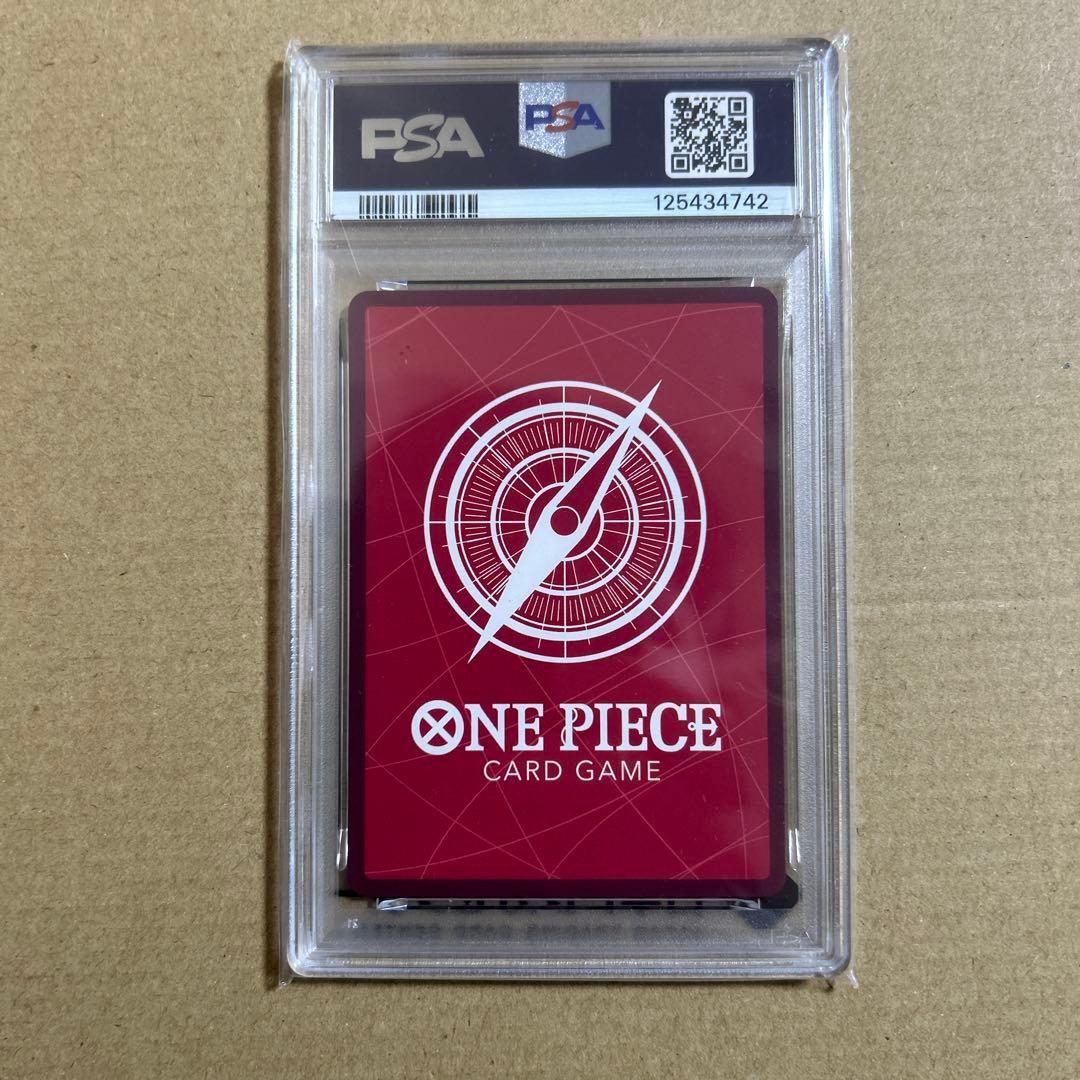 PSA
PSA
125434742
ONE PIECE
CARD GAME